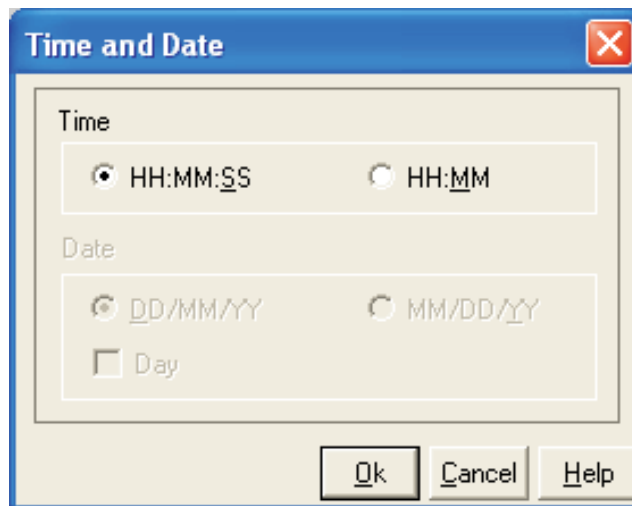 Time and Date
Time
HH:MM:SS HH:MM
Date
DD/MM/YY MM/DD/YY
Day
Ok Cancel Help